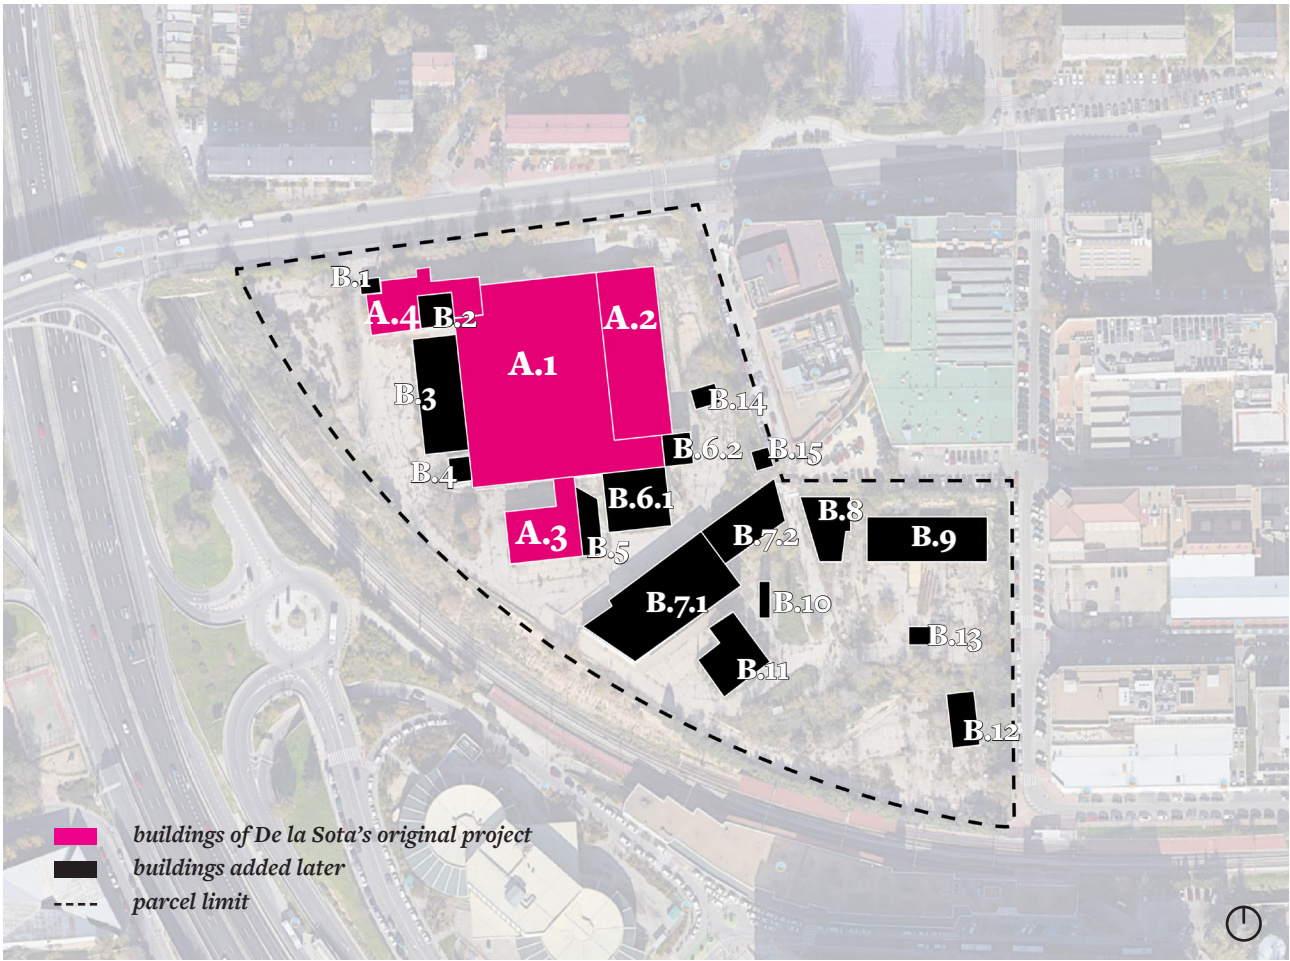 B.1
A.4
B.2
A.2
A.1
B.3
B.14
B.6.2
B.15
B.4
B.6.1
B.8
A.3
B.5
B.7.2
B.9
B.7.1
B.10
B.13
B.11
B.12
buildings of De la Sota's original project
buildings added later
parcel limit